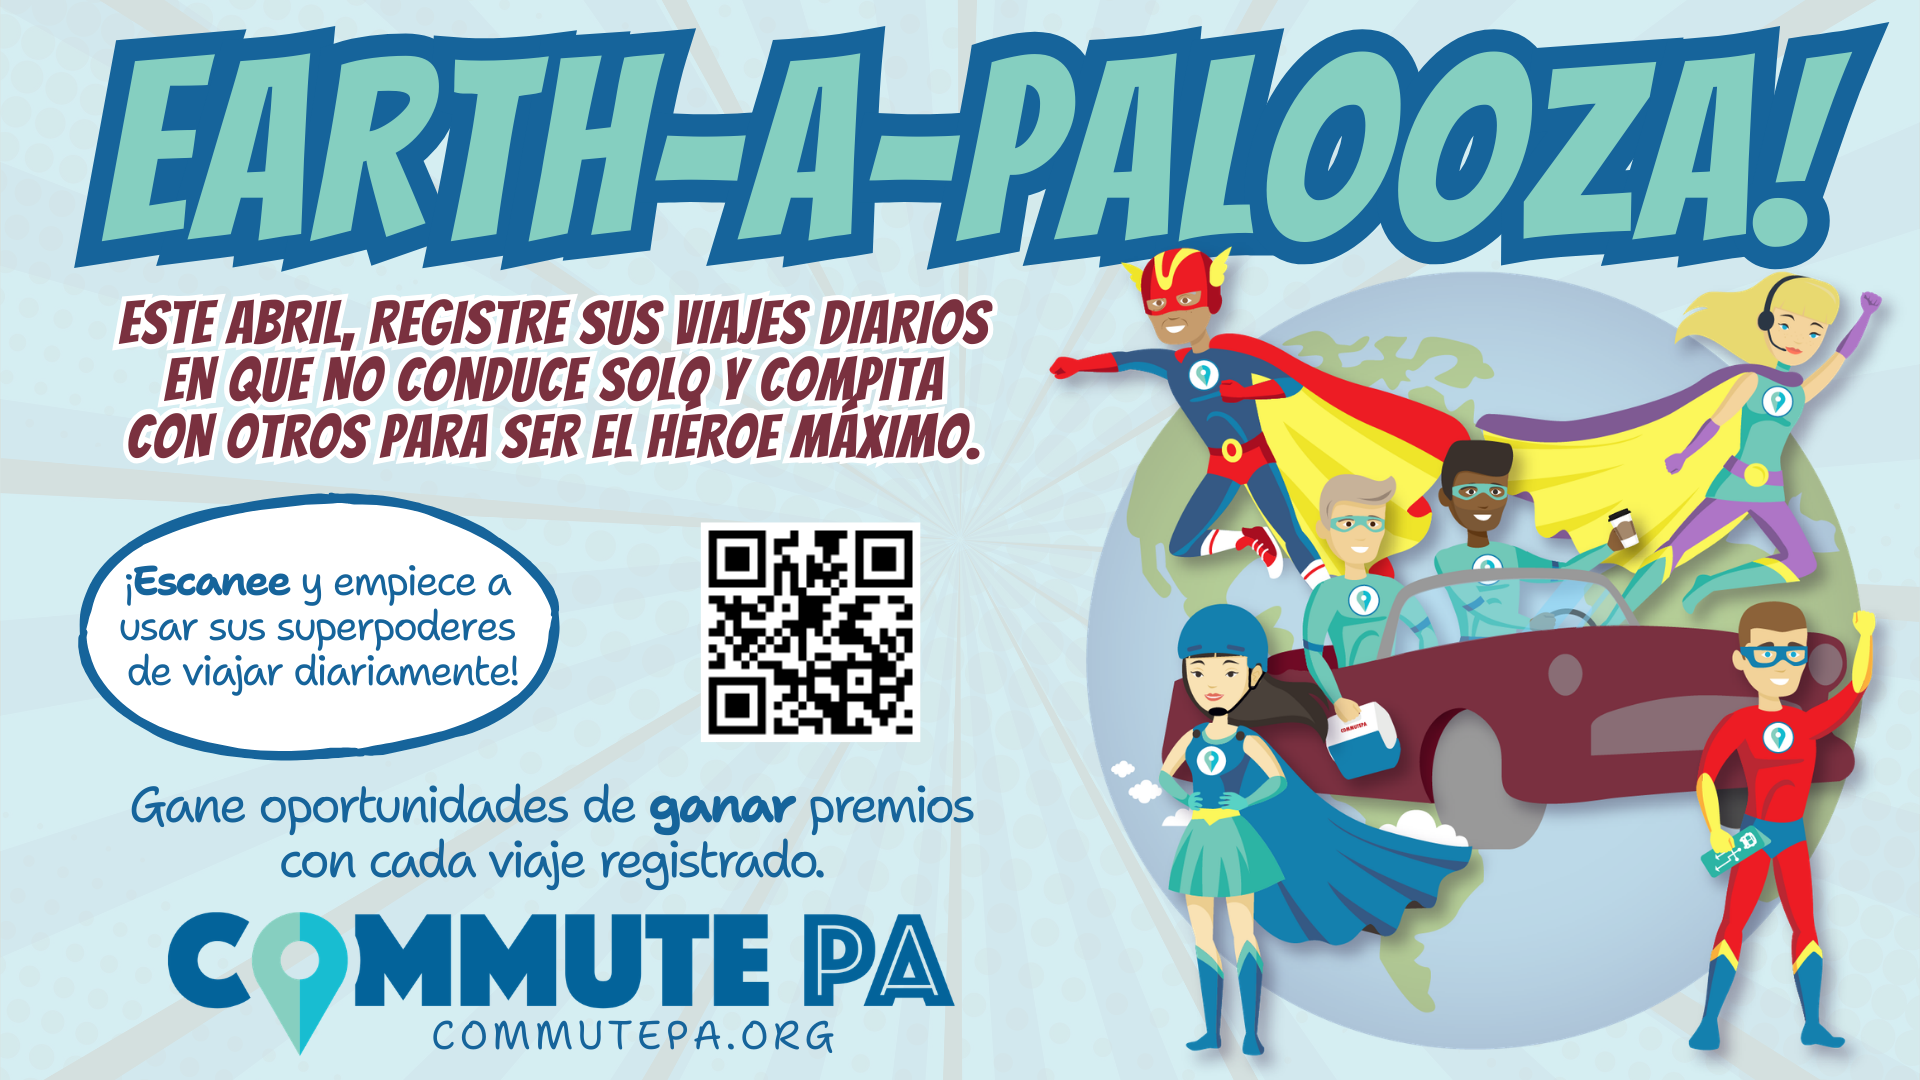 EARTH-A-PALOOZA!
ESTE ABRIL, REGISTRE SUS VIAJES DIARIOS
EN QUE NO CONDUCE SOLO Y COMPITA
CON OTROS PARA SER EL HÉROE MÁXIMO.
¡Escanee y empiece a
usar sus superpoderes
de viajar diariamente!
Gane oportunidades de ganar premios
con cada viaje registrado.
COMMUTE PA
COMMUTEPA.ORG
COMMUTEPA